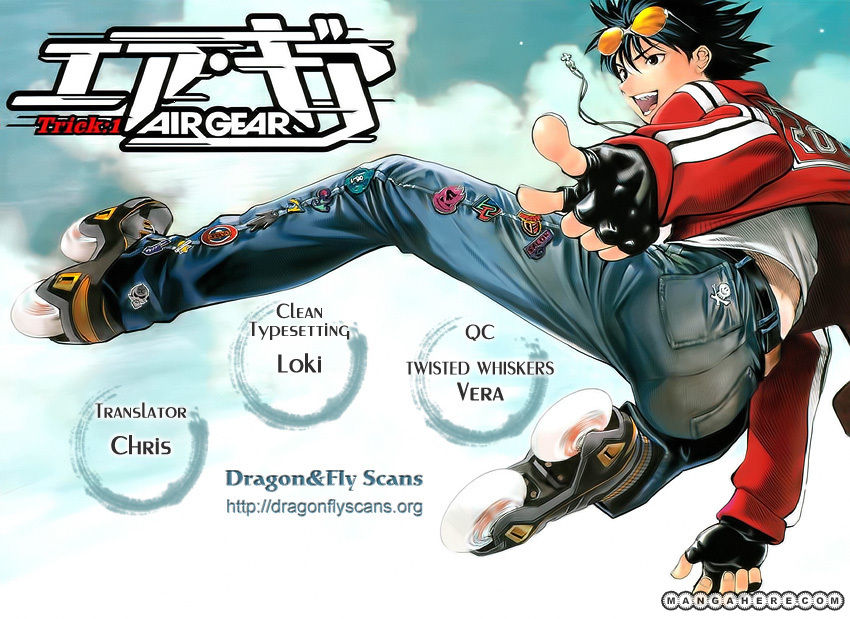 エア・ギア
Trick:1
AIR GEAR
Clean
Typesetting
Loki
QC
TWISTED WHISKERS
VERA
Translator
Chris
Dragon&Fly Scans
http://dragonflyscans.org
MANGAHERE.COM